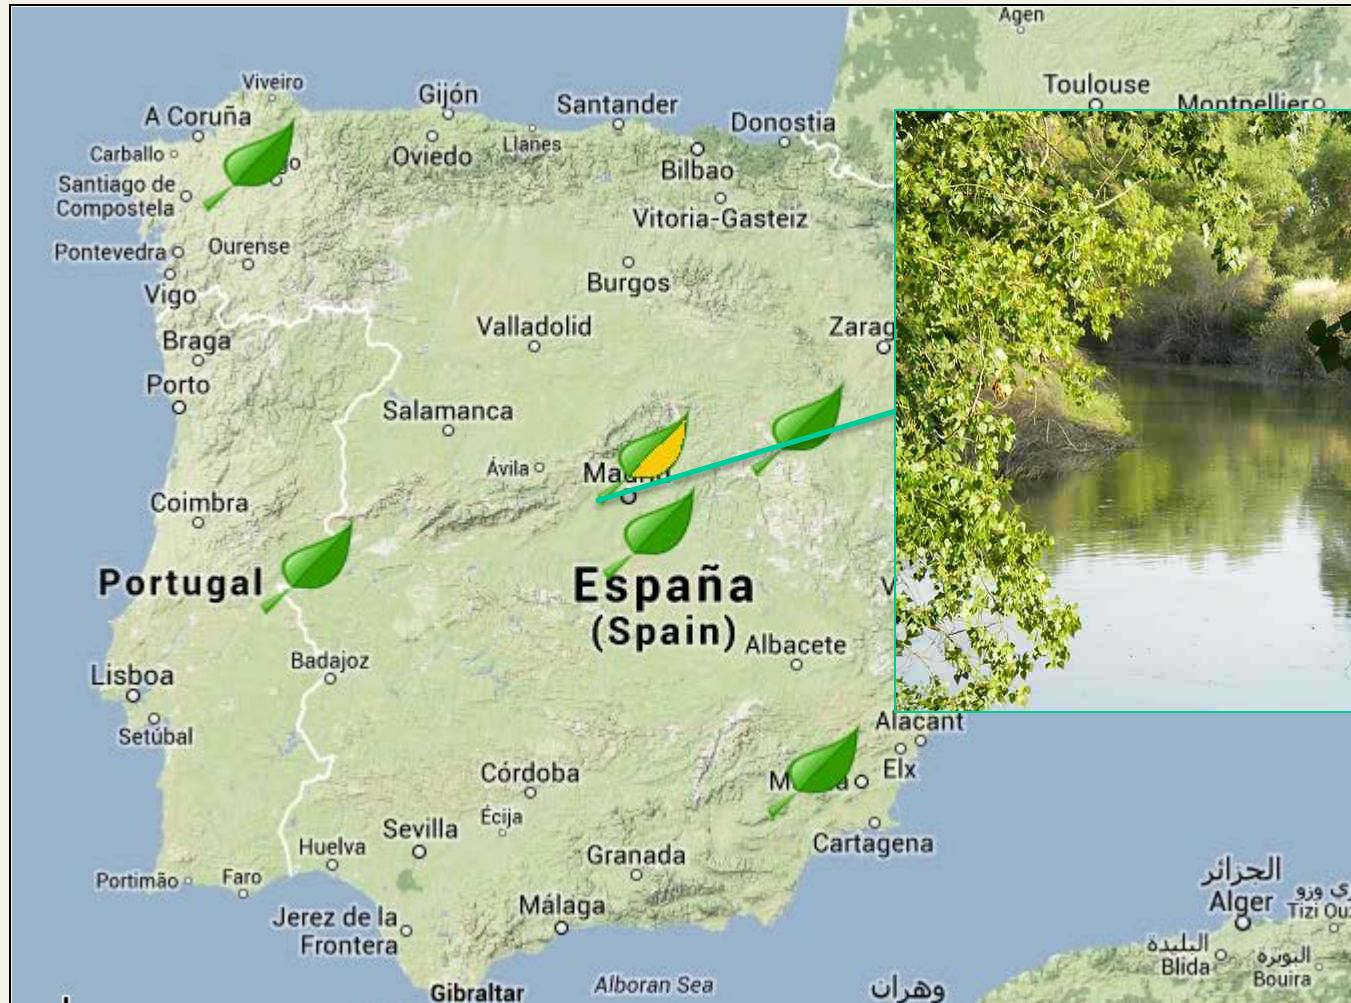 Agen
Viveiro
Gijón
Toulouse
Santander
Montpellier
A Coruña
Donostia
Llanes
Carballo
Oviedo
Bilbao
Santiago de
Compostela
Vitoria-Gasteiz
Pontevedra
Ourense
Burgos
Vigo
Valladolid
Zarag
Braga
Porto
Salamanca
Ávila
Coimbra
Portugal
España
(Spain)
Albacete
Badajoz
Lisboa
Setúbal
Alacant
Elx
Córdoba
Écija
Sevilla
Huelva
Cartagena
Granada
Portimão
Faro
الجزائر
Alger
Tizi Ou
Málaga
Jerez de la
Frontera
البليدة
Blida
البويرة
Bouira
Alboran Sea
Gibraltar
وهران